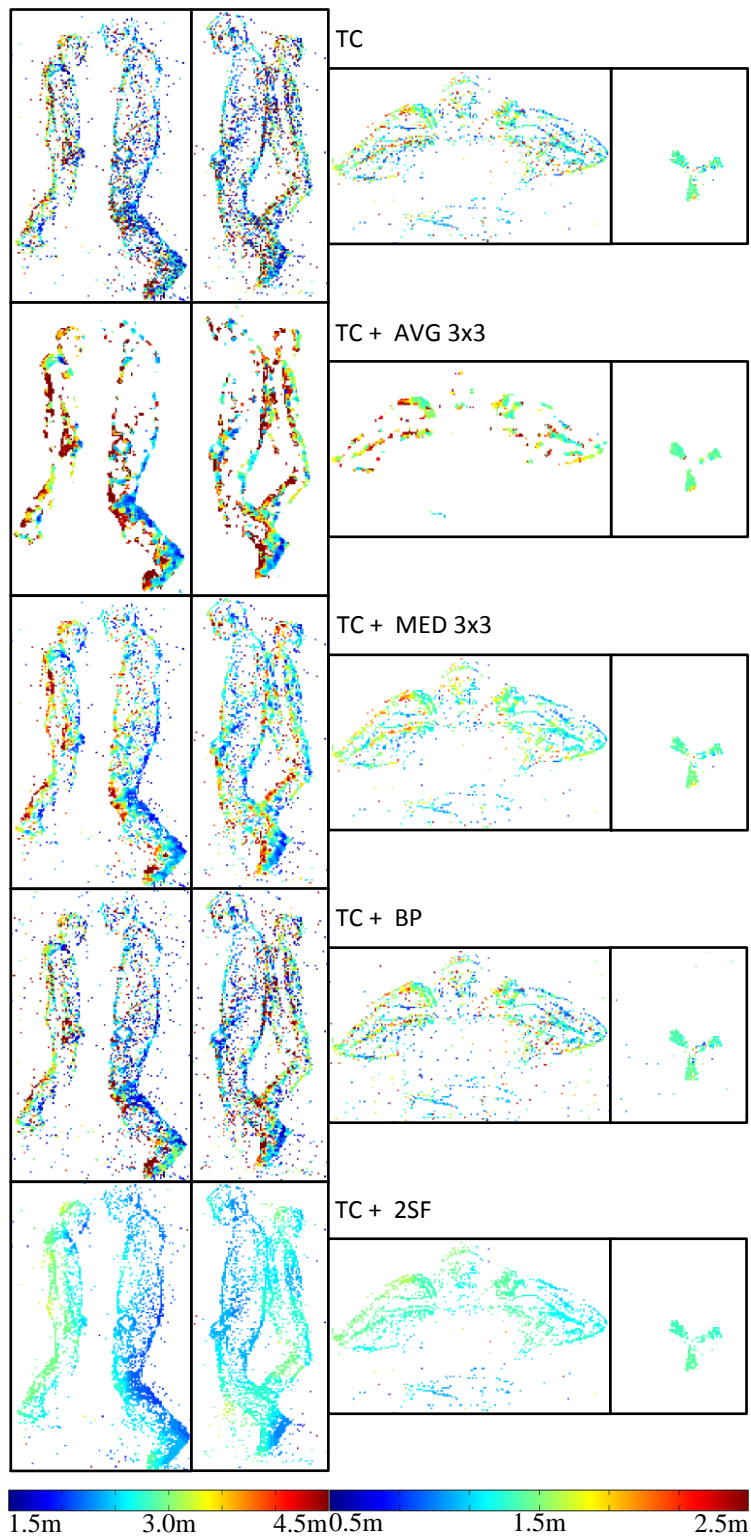 TC
TC + AVG 3x3
TC + MED 3x3
TC + BP
TC + 2SF
1.5m 3.0m 4.5m 0.5m 1.5m 2.5m